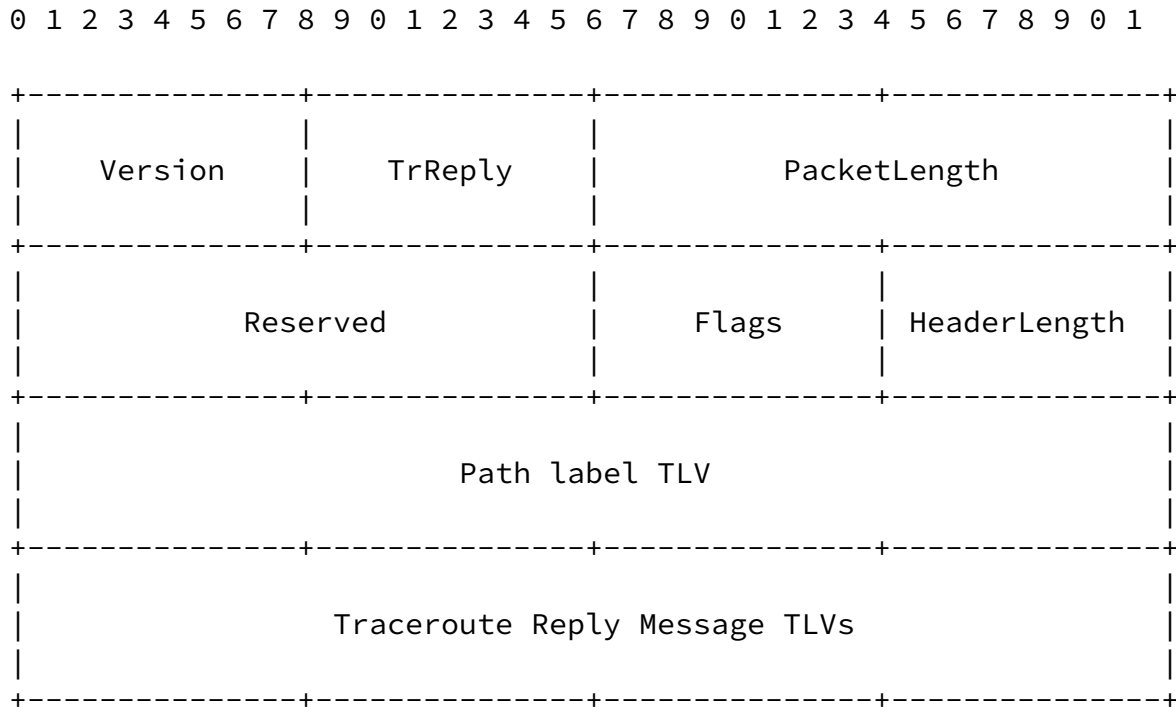 0 1 2 3 4 5 6 7 8 9 0 1 2 3 4 5 6 7 8 9 0 1 2 3 4 5 6 7 8 9 0 1
Version TrReply PacketLength
Reserved Flags HeaderLength
Path label TLV
Traceroute Reply Message TLVs